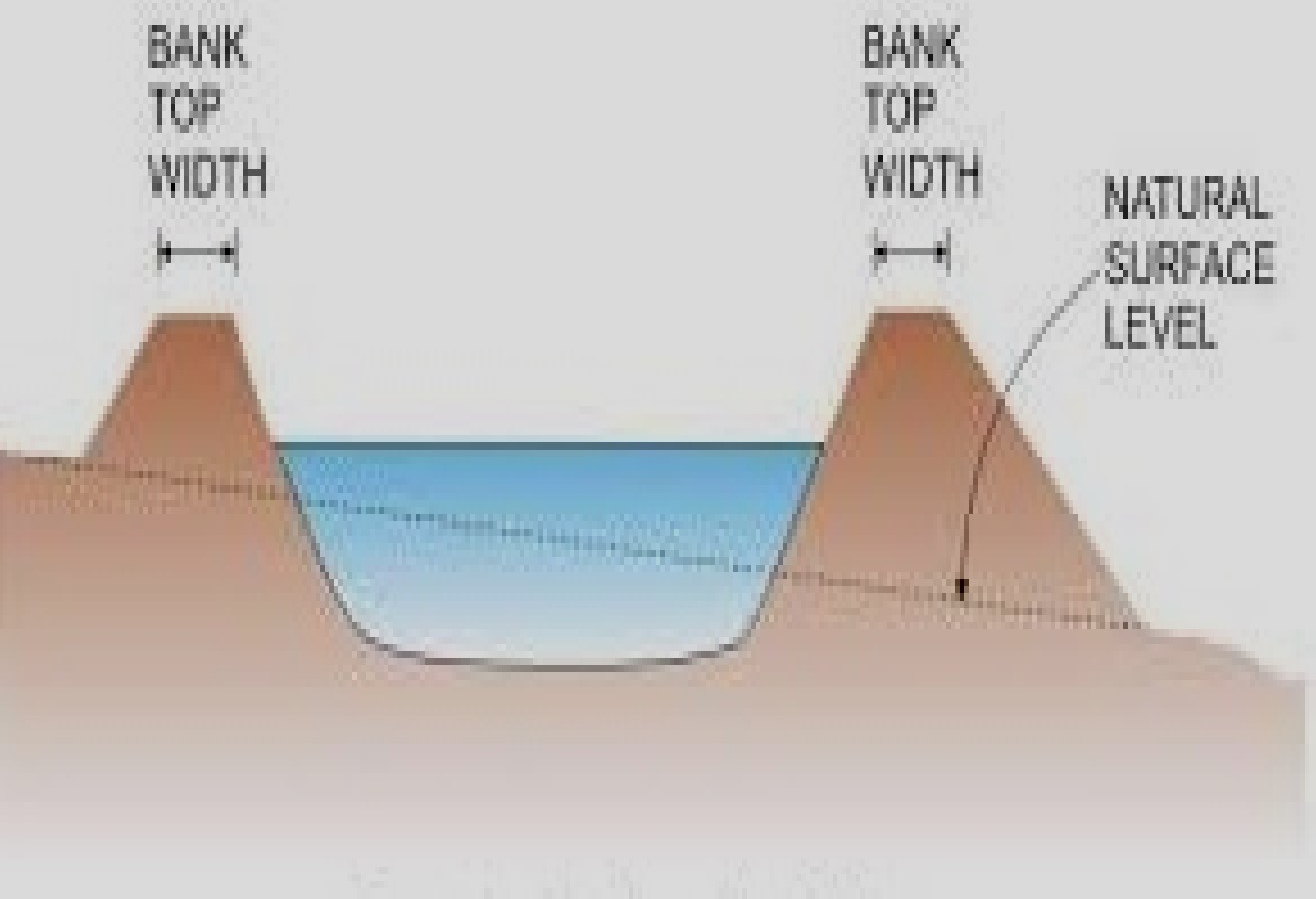 BANK
TOP
WIDTH
BANK
TOP
WIDTH
NATURAL
SURFACE
LEVEL